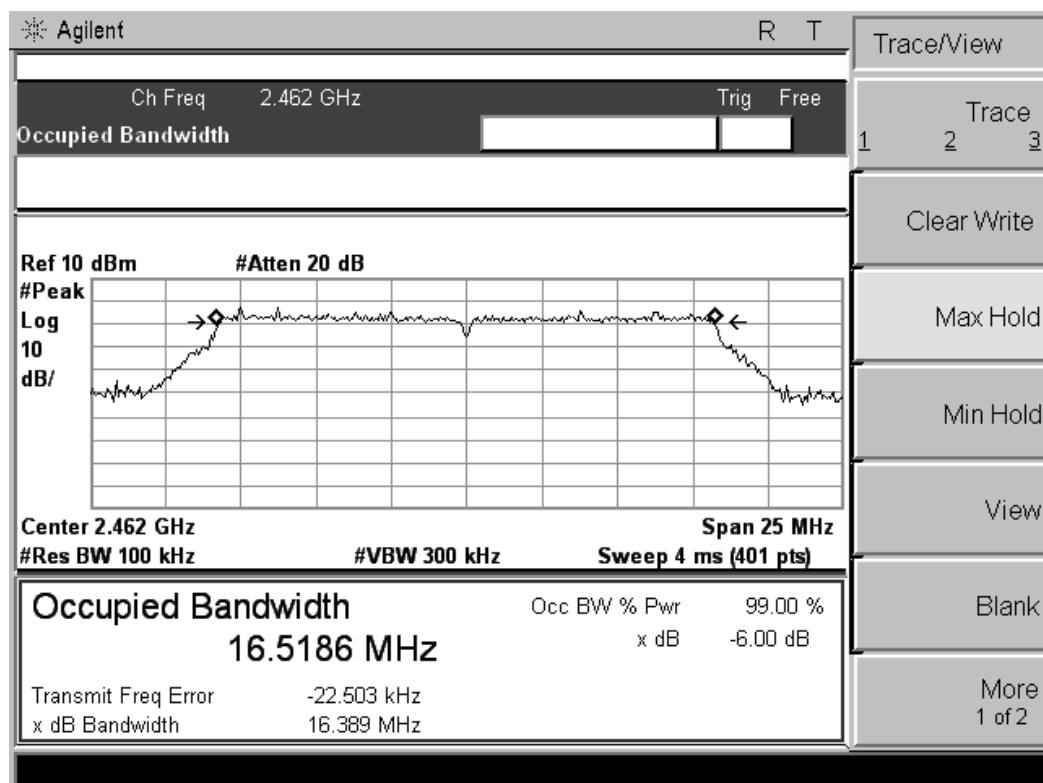 Agilent R T
Trace/View
Ch Freq 2.462 GHz Trig Free
Occupied Bandwidth
Trace
1 2 3
Clear Write
Max Hold
Min Hold
View
Blank
More
1 of 2
Ref 10 dBm #Atten 20 dB
#Peak
Log
10
dB/
Center 2.462 GHz Span 25 MHz
#Res BW 100 kHz #VBW 300 kHz Sweep 4 ms (401 pts)
Occupied Bandwidth
16.5186 MHz
Occ BW % Pwr 99.00 %
x dB -6.00 dB
Transmit Freq Error -22.503 kHz
x dB Bandwidth 16.389 MHz